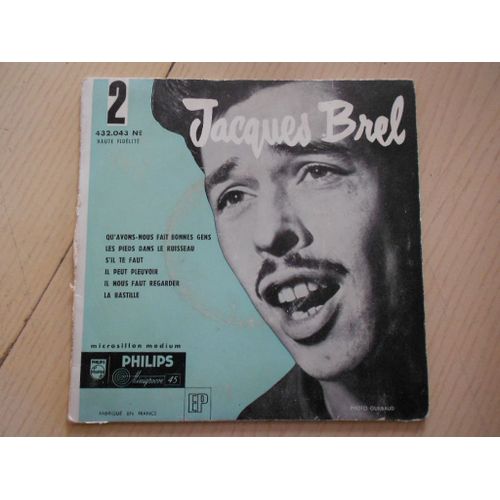 2
432.043 NE
HAUTE FIDÉLITÉ
Jacques Brel
QU'AVONS-NOUS FAIT BONNES GENS
LES PIEDS DANS LE RUISSEAU
S'IL TE FAUT
IL PEUT PLEUVOIR
IL NOUS FAUT REGARDER
LA BASTILLE
microsillon medium
PHILIPS
PHILIPS
Minigroove 45
EP
FABRIQUÉ EN FRANCE